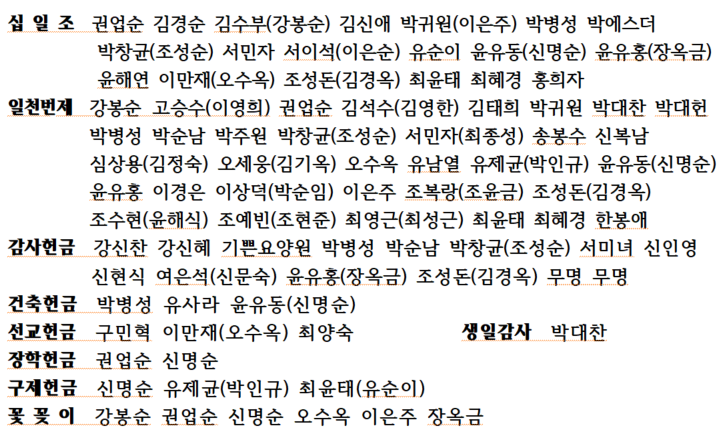 십 일 조 권업순 김경순 김수부(강봉순) 김신애 박귀원(이은주) 박병성 박에스더
박창균(조성순) 서민자 서이석(이은순) 유순이 윤유동(신명순) 윤유홍(장옥금)
윤해연 이만재(오수옥) 조성돈(김경옥) 최윤태 최혜경 홍희자
일천번제 강봉순 고승수(이영희) 권업순 김석수(김영한) 김태희 박귀원 박대찬 박대헌
박병성 박순남 박주원 박창균(조성순) 서민자(최종성) 송봉수 신복남
심상용(김정숙) 오세웅(김기옥) 오수옥 유남열 유제균(박인규) 윤유동(신명순)
윤유홍 이경은 이상덕(박순임) 이은주 조복랑(조윤금) 조성돈(김경옥)
조수현(윤해식) 조예빈(조현준) 최영근(최성근) 최윤태 최혜경 한봉애
감사헌금 강신찬 강신혜 기쁜요양원 박병성 박순남 박창균(조성순) 서미녀 신인영
신현식 여은석(신문숙) 윤유홍(장옥금) 조성돈(김경옥) 무명 무명
건축헌금 박병성 유사라 윤유동(신명순)
선교헌금 구민혁 이만재(오수옥) 최양숙 생일감사 박대찬
장학헌금 권업순 신명순
구제헌금 신명순 유제균(박인규) 최윤태(유순이)
꽃 꽂 이 강봉순 권업순 신명순 오수옥 이은주 장옥금